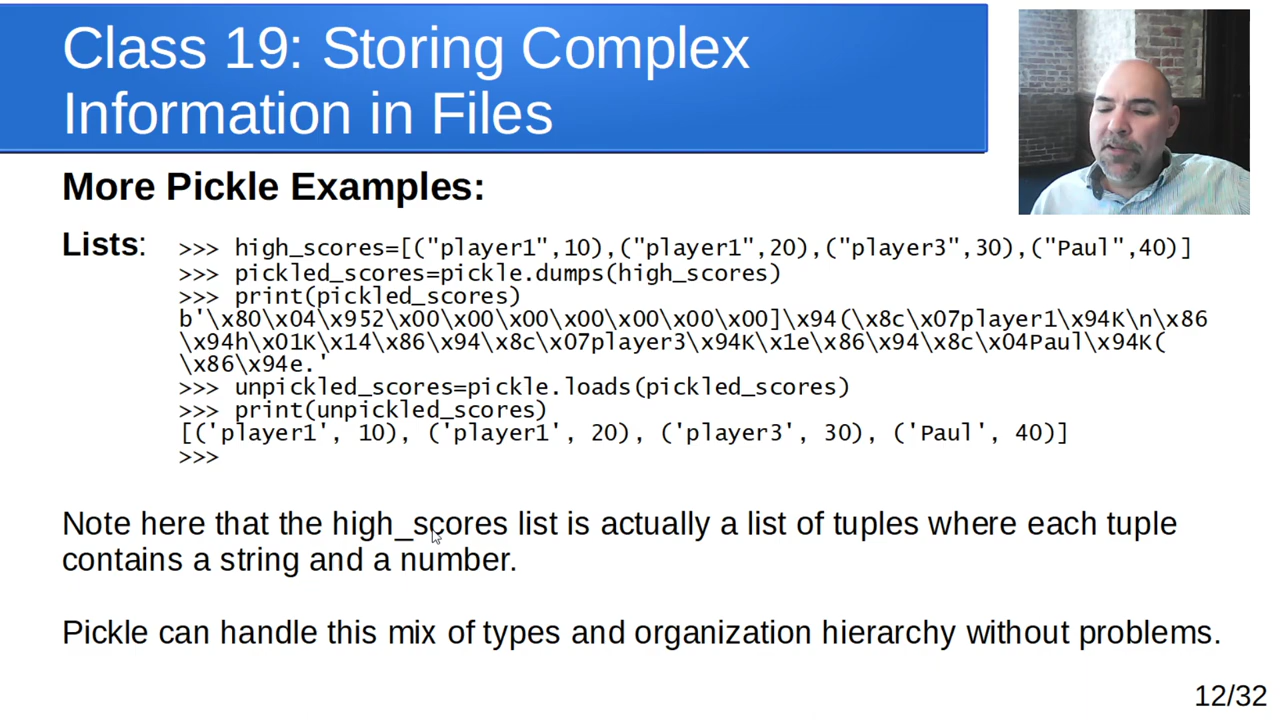 Class 19: Storing Complex
Information in Files
More Pickle Examples:
Lists: >>> high_scores=[("player1",10),("player1",20),("player3",30),("Paul",40)]
>>> pickled_scores=pickle.dumps(high_scores)
>>> print(pickled_scores)
b'\x80\x04\x952\x00\x00\x00\x00\x00\x00\x00]\x94(\x8c\x07player1\x94K\n\x86
\x94h\x01K\x14\x86\x94\x8c\x07player3\x94K\x1e\x86\x94\x8c\x04Paul\x94K(
\x86\x94e.'
>>> unpickled_scores=pickle.loads(pickled_scores)
>>> print(unpickled_scores)
[('player1', 10), ('player1', 20), ('player3', 30), ('Paul', 40)]
>>>
Note here that the high_scores list is actually a list of tuples where each tuple
contains a string and a number.
Pickle can handle this mix of types and organization hierarchy without problems.
12/32